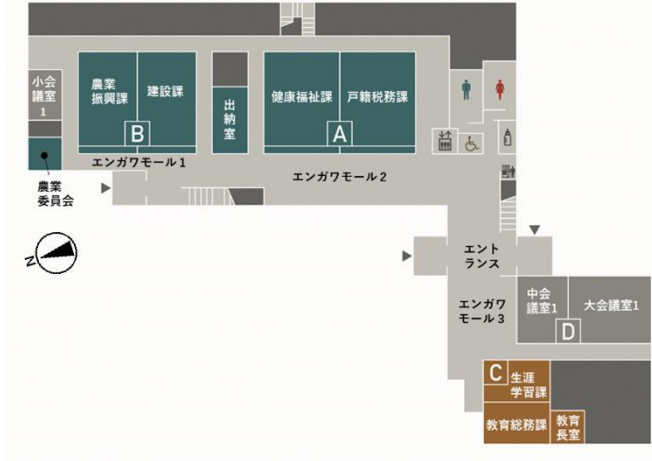 小会
議室
1
農業
振興課
建設課
B
出
納
室
健康福祉課
戸籍税務課
A
エンガワモール1
エンガワモール2
農業
委員会
N
エント
ランス
エンガワ
モール3
中会
議室1
大会議室1
D
C
生涯
学習課
教育総務課
教育
長室